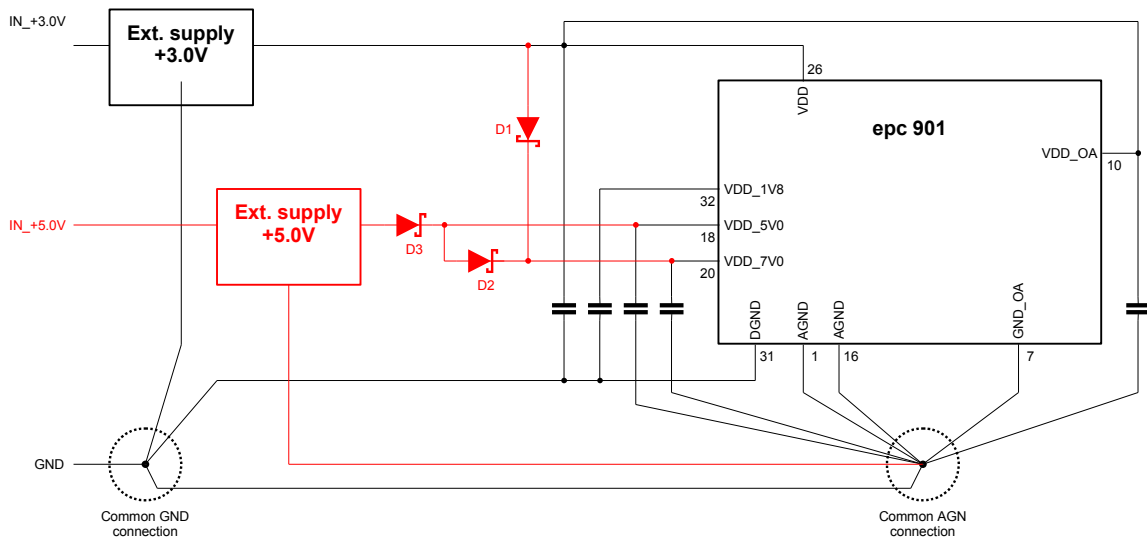 IN_+3.0V
Ext. supply
+3.0V
26
VDD
epc 901
D1
VDD_OA
10
VDD_1V8
32
IN_+5.0V
Ext. supply
+5.0V
D3
VDD_5V0
18
D2
VDD_7V0
20
DGND
AGND
AGND
GND_OA
31
1
16
7
GND
Common GND
connection
Common AGN
connection